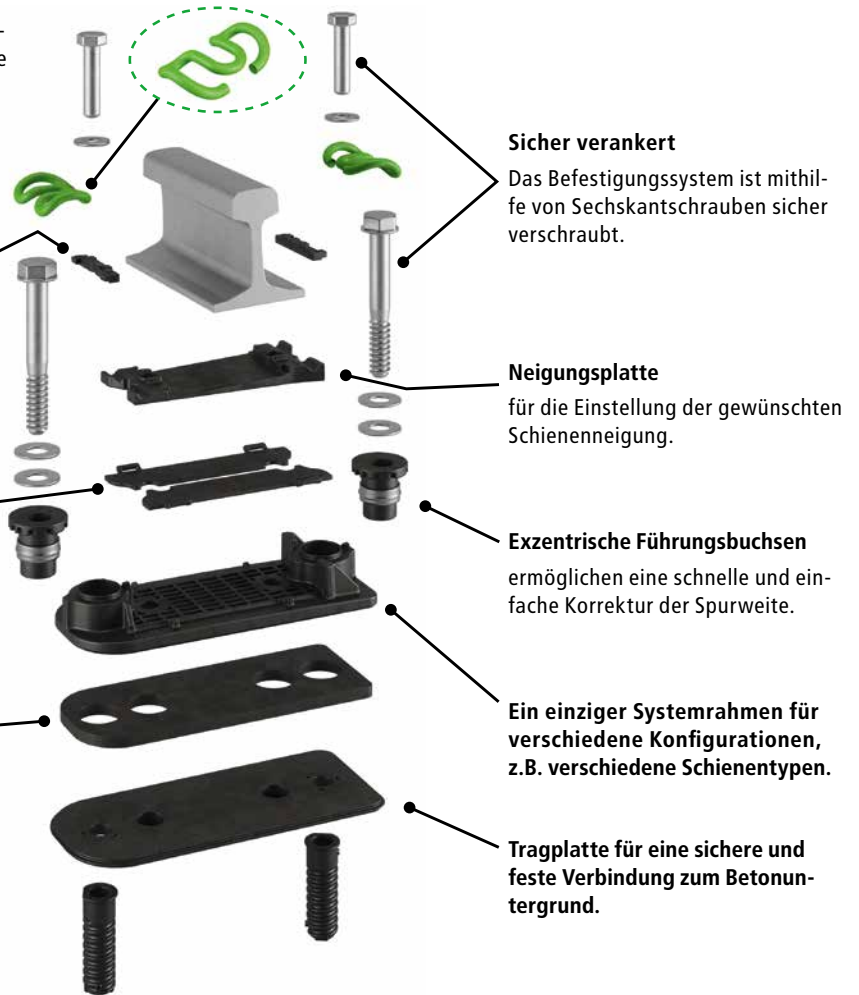 -
e
Sicher verankert
Das Befestigungssystem ist mithil-
fe von Sechskantschrauben sicher
verschraubt.
Neigungsplatte
für die Einstellung der gewünschten
Schienenneigung.
Exzentrische Führungsbuchsen
ermöglichen eine schnelle und ein-
fache Korrektur der Spurweite.
Ein einziger Systemrahmen für
verschiedene Konfigurationen,
z.B. verschiedene Schienentypen.
Tragplatte für eine sichere und
feste Verbindung zum Betonun-
tergrund.